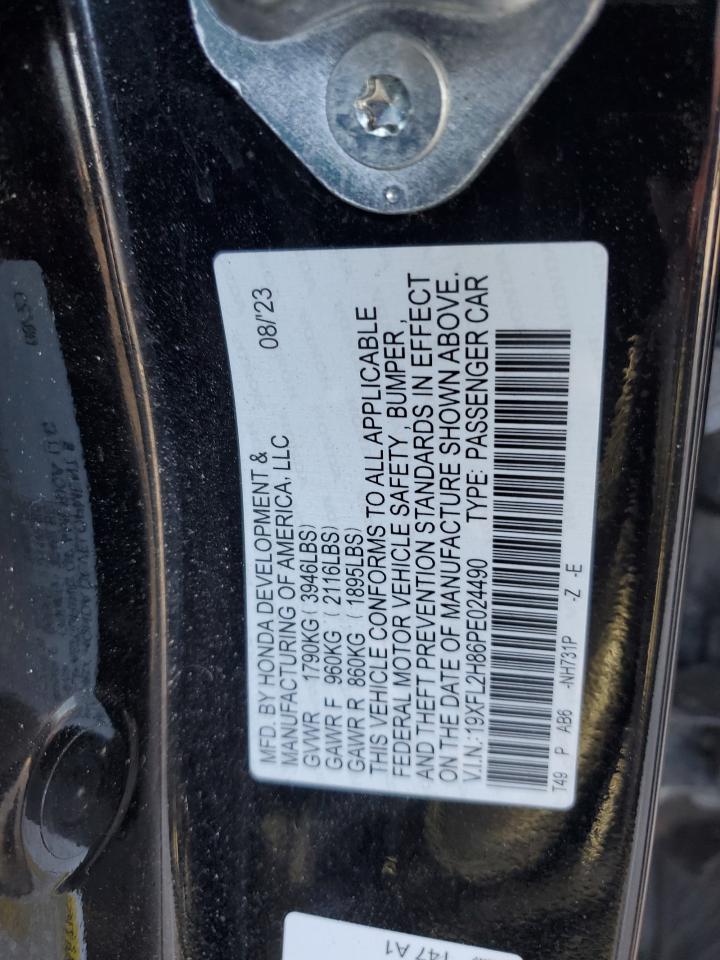 MFD. BY HONDA DEVELOPMENT & 08/'23
MANUFACTURING OF AMERICA, LLC
GVWR 1790KG ( 3946LBS)
GAWR F 960KG ( 2116LBS)
GAWR R 860KG ( 1895LBS)
THIS VEHICLE CONFORMS TO ALL APPLICABLE
FEDERAL MOTOR VEHICLE SAFETY, BUMPER,
AND THEFT PREVENTION STANDARDS IN EFFECT
ON THE DATE OF MANUFACTURE SHOWN ABOVE.
V.I.N.:19XFL2H86PE024490 TYPE: PASSENGER CAR
T49 P AB6 -NH731P -Z -E
147 A1